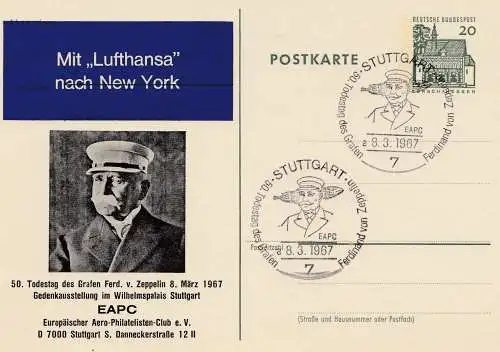 Mit „Lufthansa"
nach New York
50. Todestag des Grafen Ferd. v. Zeppelin 8. März 1967
Gedenkausstellung im Wilhelmspalais Stuttgart
EAPC
Europäischer Aero-Philatelisten-Club e. V.
D 7000 Stuttgart S. Danneckerstraße 12 II
POSTKARTE
DEUTSCHE BUNDESPOST
20
STUTTGART
50. Todestag des Grafen Ferdinand von Zeppelin
EAPC
a 8.3.1967
7
STUTTGART
50. Todestag des Grafen Ferdinand von Zeppelin
EAPC
a 8.3.1967
7
(Straße und Hausnummer oder Postfach)